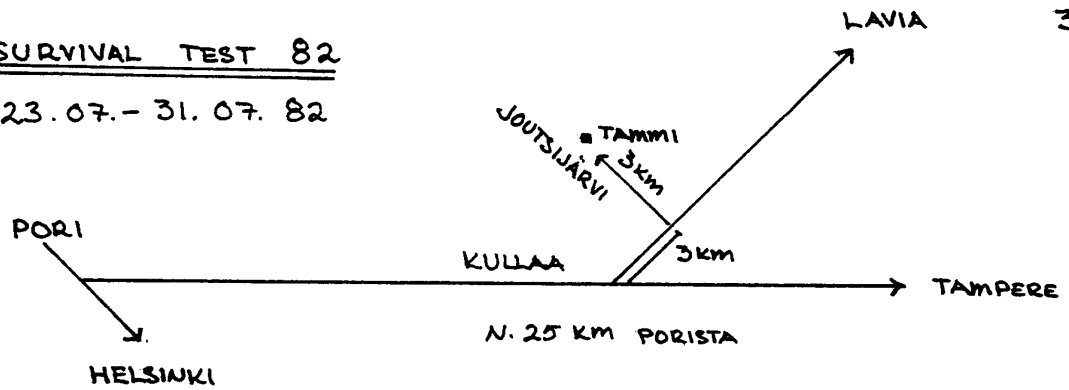 SURVIVAL TEST 82
23.07.- 31.07. 82
LAVIA
JOUTSIJÄRVI
TAMMI
3km
PORI
KULLAA
3km
TAMPERE
N. 25 KM PORISTA
HELSINKI